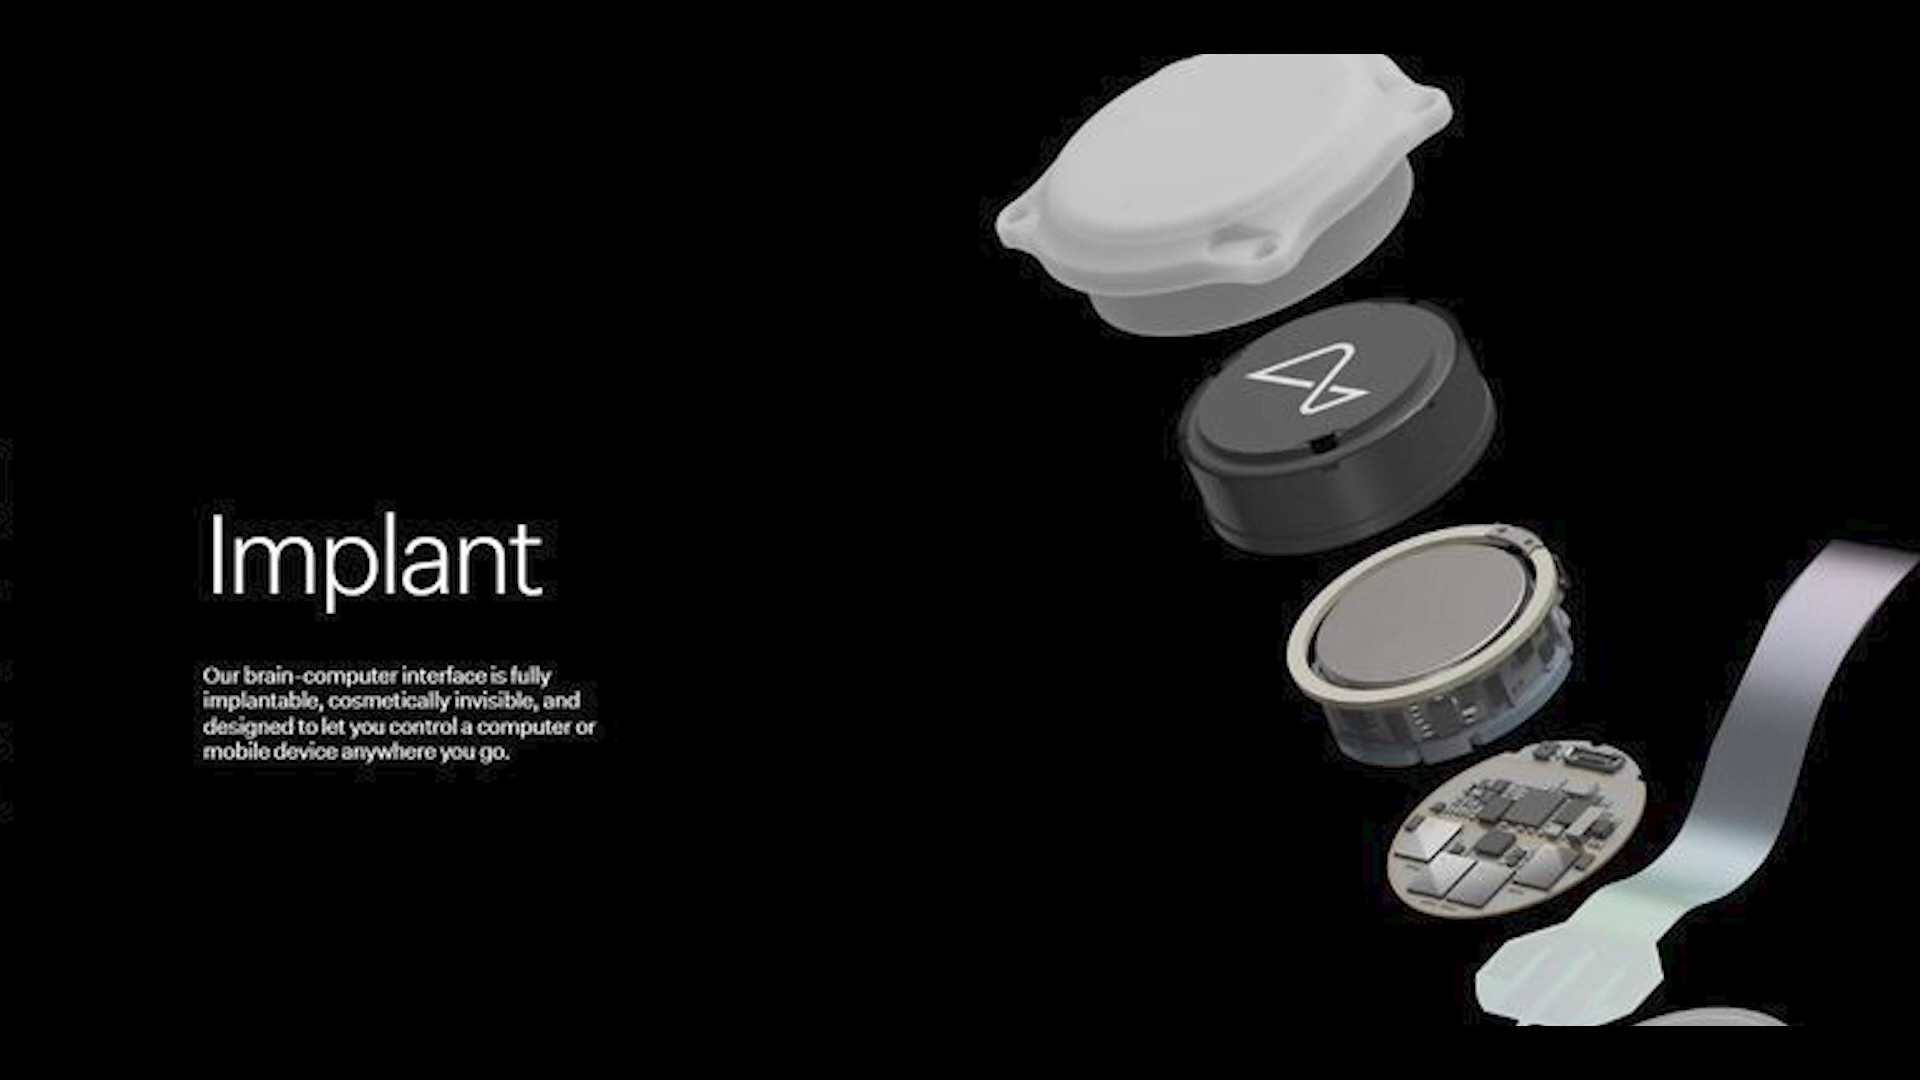 Implant
Our brain-computer interface is fully
implantable, cosmetically invisible, and
designed to let you control a computer or
mobile device anywhere you go.